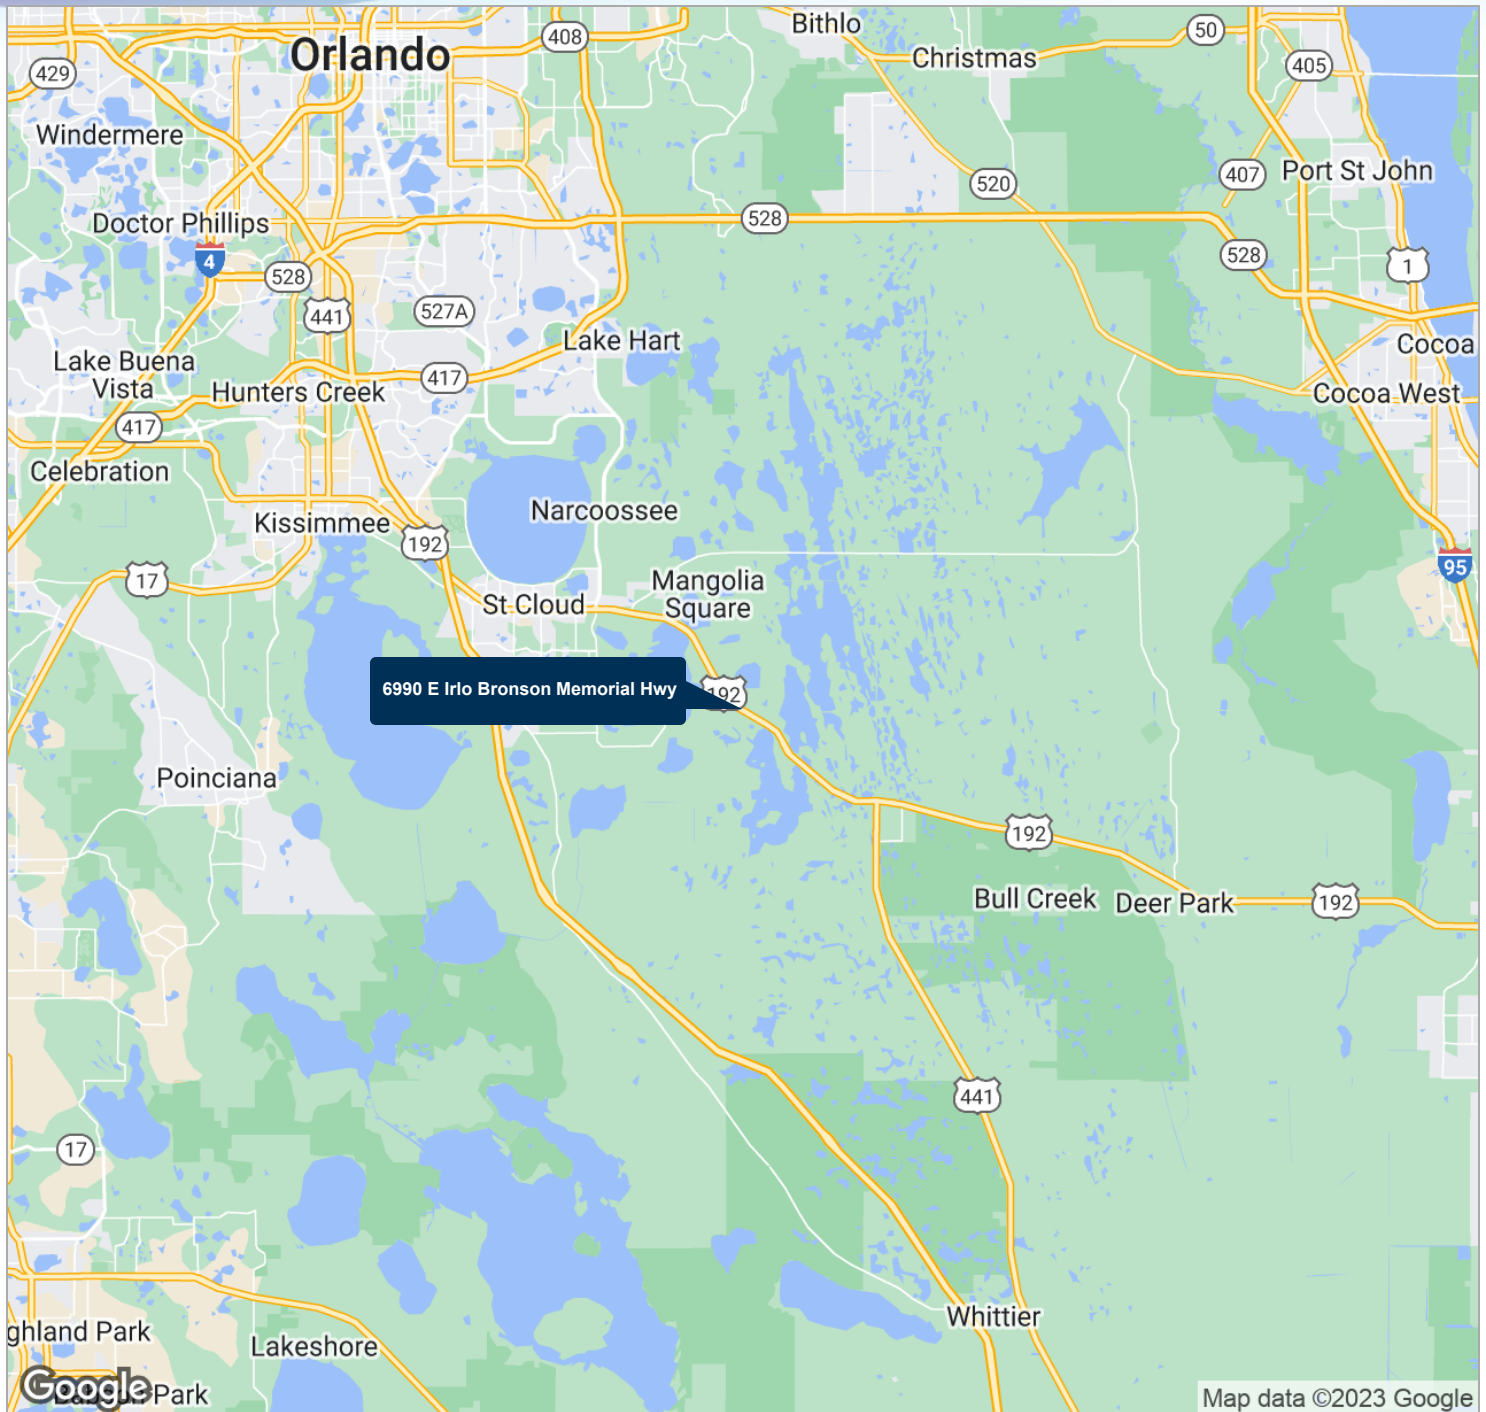 Bithlo
408
50
Orlando
Christmas
429
405
Windermere
407
Port St John
520
Doctor Phillips
528
4
528
528
1
441
527A
Lake Hart
Cocoa
Lake Buena
Vista
417
Hunters Creek
Cocoa West
417
Celebration
Narcoossee
Kissimmee
192
95
17
Mangolia
Square
St Cloud
6990 E Irlo Bronson Memorial Hwy
192
Poinciana
192
Bull Creek
Deer Park
192
441
17
Whittier
ghland Park
Lakeshore
Google
Park
Map data ©2023 Google